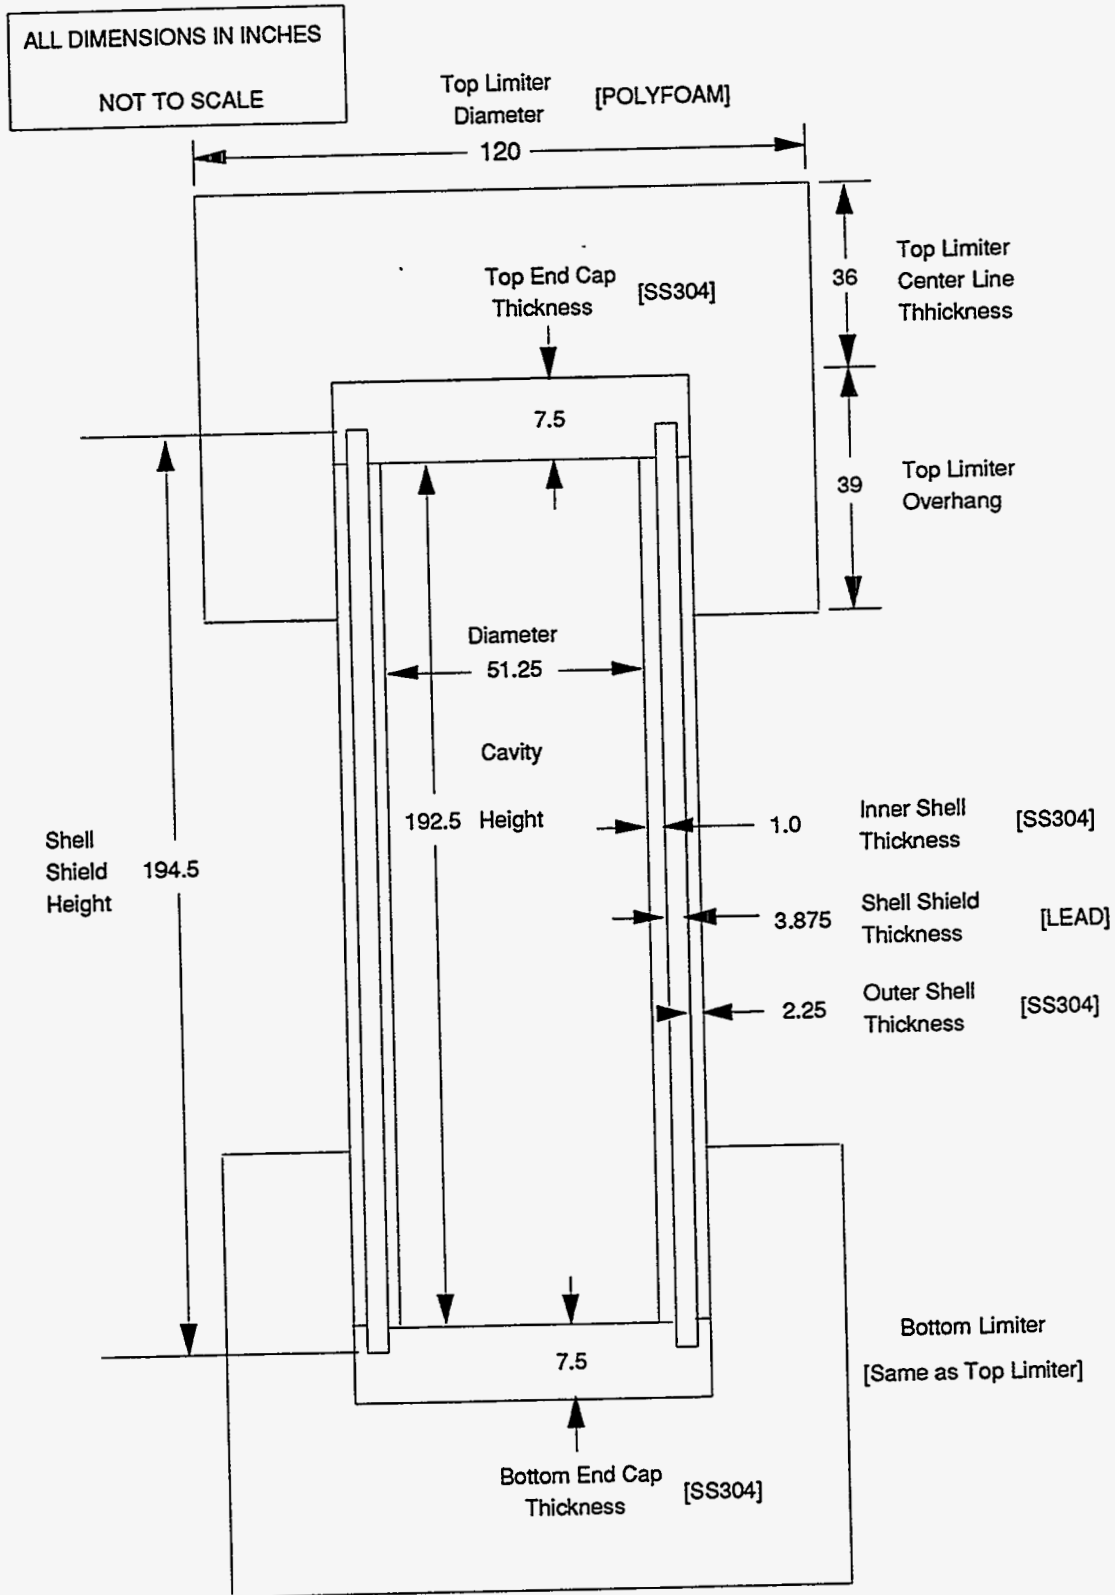 ALL DIMENSIONS IN INCHES
NOT TO SCALE
Top Limiter
Diameter
[POLYFOAM]
120
Top End Cap
Thickness
[SS304]
7.5
36
Top Limiter
Center Line
Thhickness
39
Top Limiter
Overhang
Diameter
51.25
Cavity
192.5 Height
Shell
Shield 194.5
Height
1.0
Inner Shell
Thickness
[SS304]
3.875
Shell Shield
Thickness
[LEAD]
2.25
Outer Shell
Thickness
[SS304]
7.5
Bottom Limiter
[Same as Top Limiter]
Bottom End Cap
Thickness
[SS304]